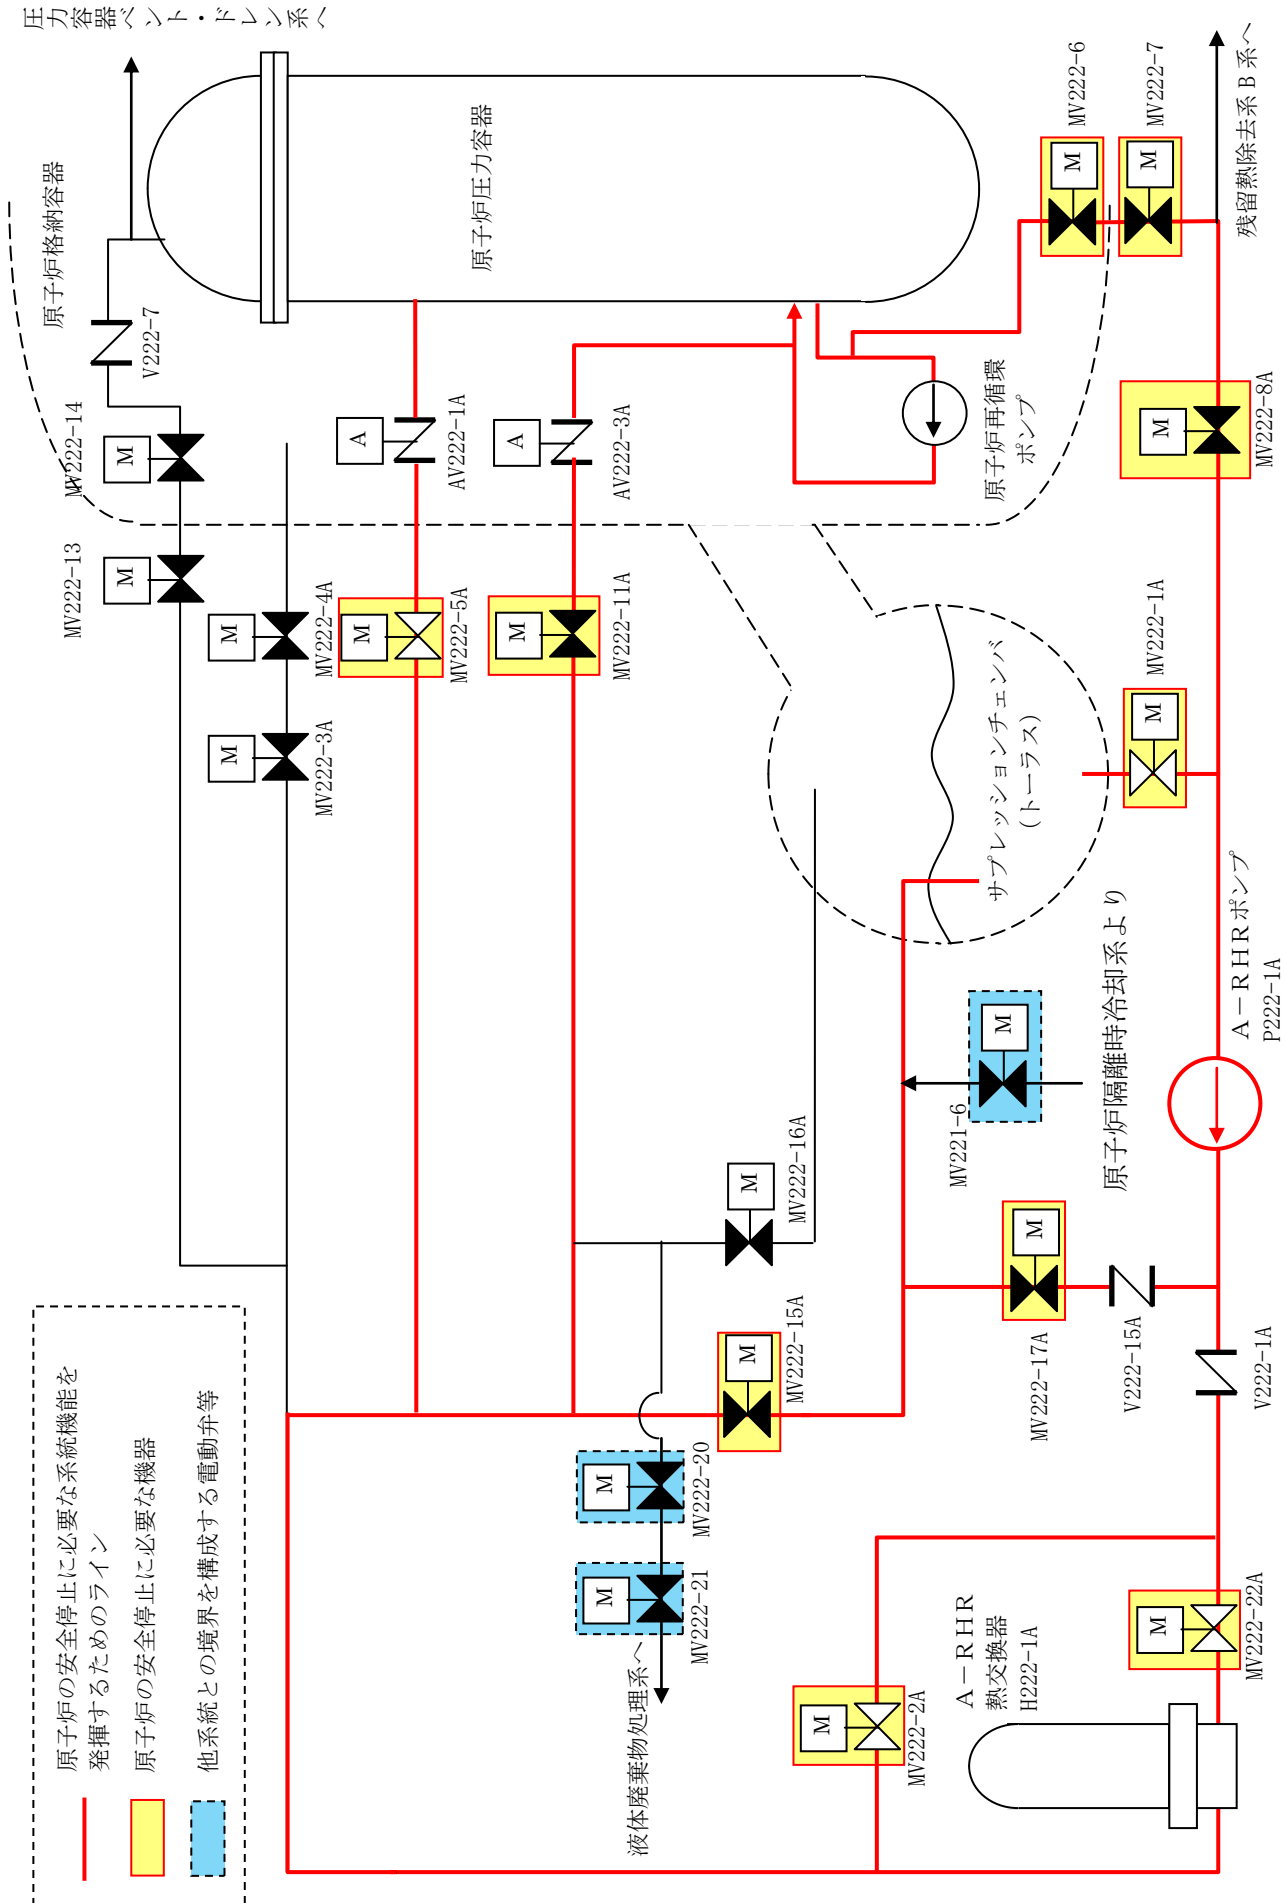 圧力容器ベント・ドレン系へ
原子炉格納容器
V222-7
MV222-14
M
MV222-13
M
原子炉圧力容器
MV222-6
M
MV222-7
M
残留熱除去系B系へ
A
AV222-1A
A
AV222-3A
原子炉再循環
ポンプ
MV222-8A
M
MV222-4A
M
MV222-3A
M
MV222-5A
M
MV222-11A
M
サプレッションチェンバ
(トーラス)
MV222-1A
M
A－RHRポンプ
P222-1A
原子炉隔離時冷却系より
MV221-6
M
MV222-16A
M
MV222-15A
M
MV222-17A
M
V222-15A
V222-1A
MV222-20
M
MV222-21
M
液体廃棄物処理系へ
MV222-2A
M
A－RHR
熱交換器
H222-1A
MV222-22A
M
原子炉の安全停止に必要な系統機能を
発揮するためのライン
原子炉の安全停止に必要な機器
他系統との境界を構成する電動弁等